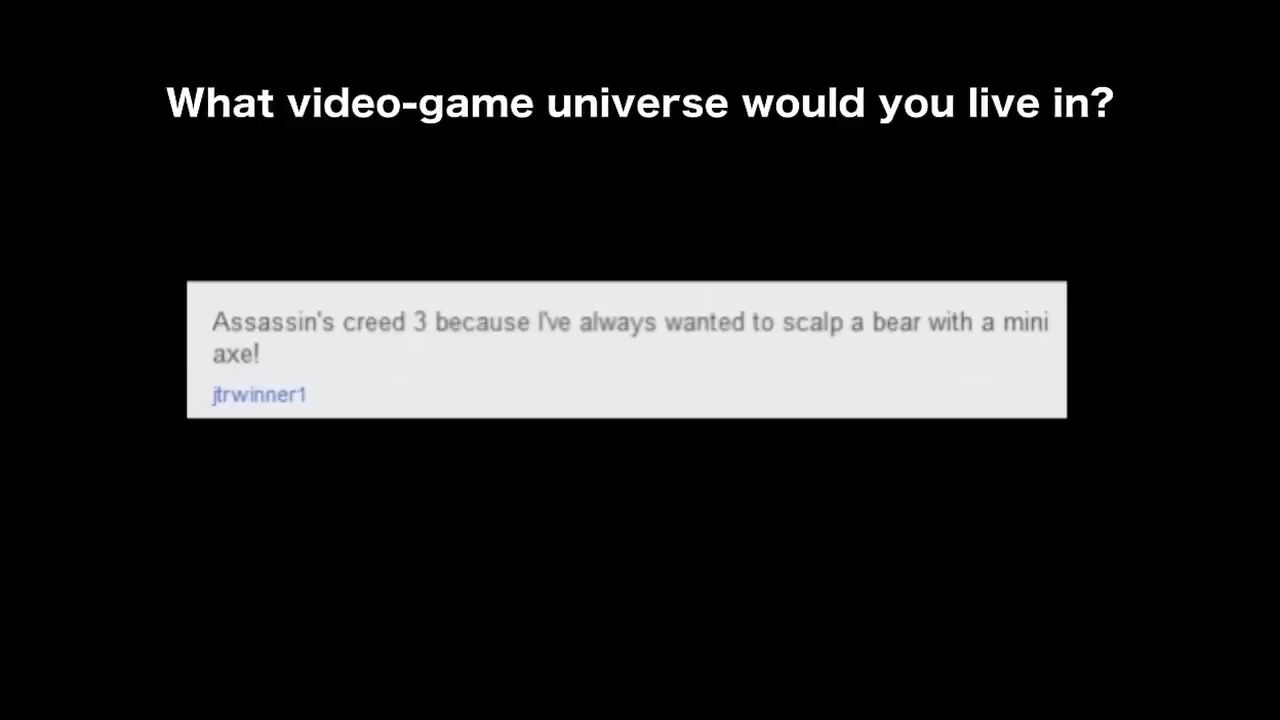 What video-game universe would you live in?
Assassin's creed 3 because I've always wanted to scalp a bear with a mini
axe!
jtrwinner1